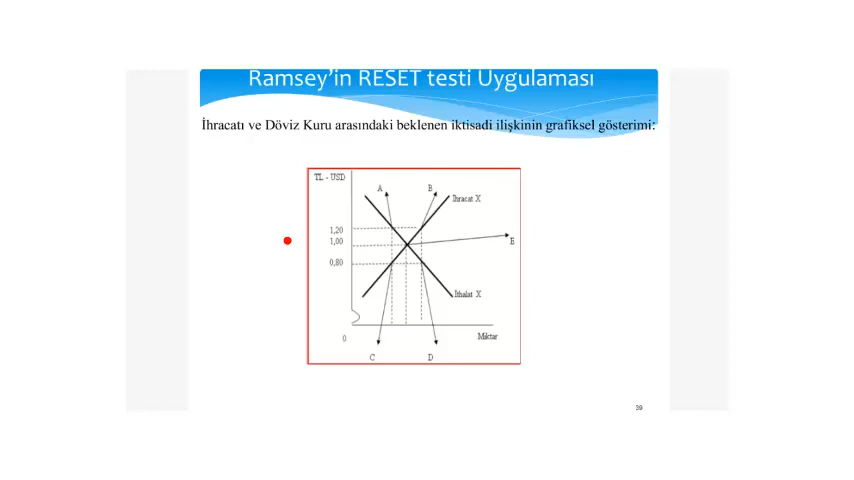 Ramsey'in RESET testi Uygulaması
İhracatı ve Döviz Kuru arasındaki beklenen iktisadi ilişkinin grafiksel gösterimi:
TL - USD
A
B
İhracat X
1,20
1,00
E
0,80
İthalat X
0
Miktar
C
D
39